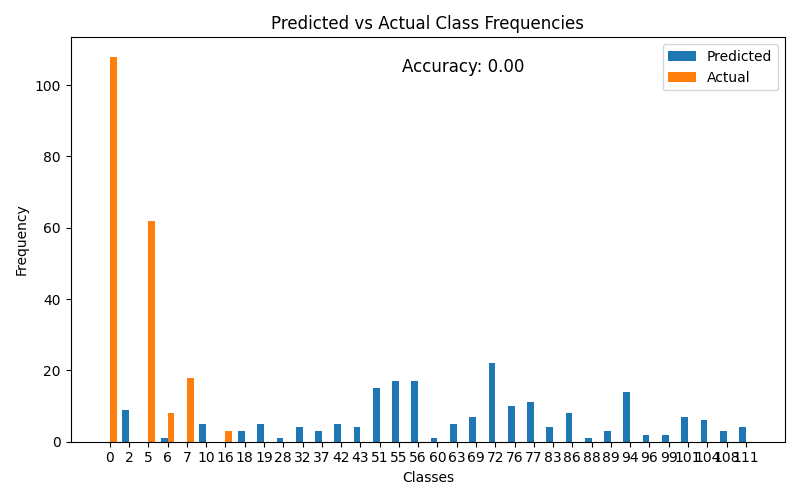 Predicted vs Actual Class Frequencies
Accuracy: 0.00
Predicted
Actual
Frequency
100
80
60
40
20
0
0 2 5 6 7 10 16 18 19 28 32 37 42 43 51 55 56 60 63 69 72 76 77 83 86 88 89 94 96 99 101 104 108 111
Classes